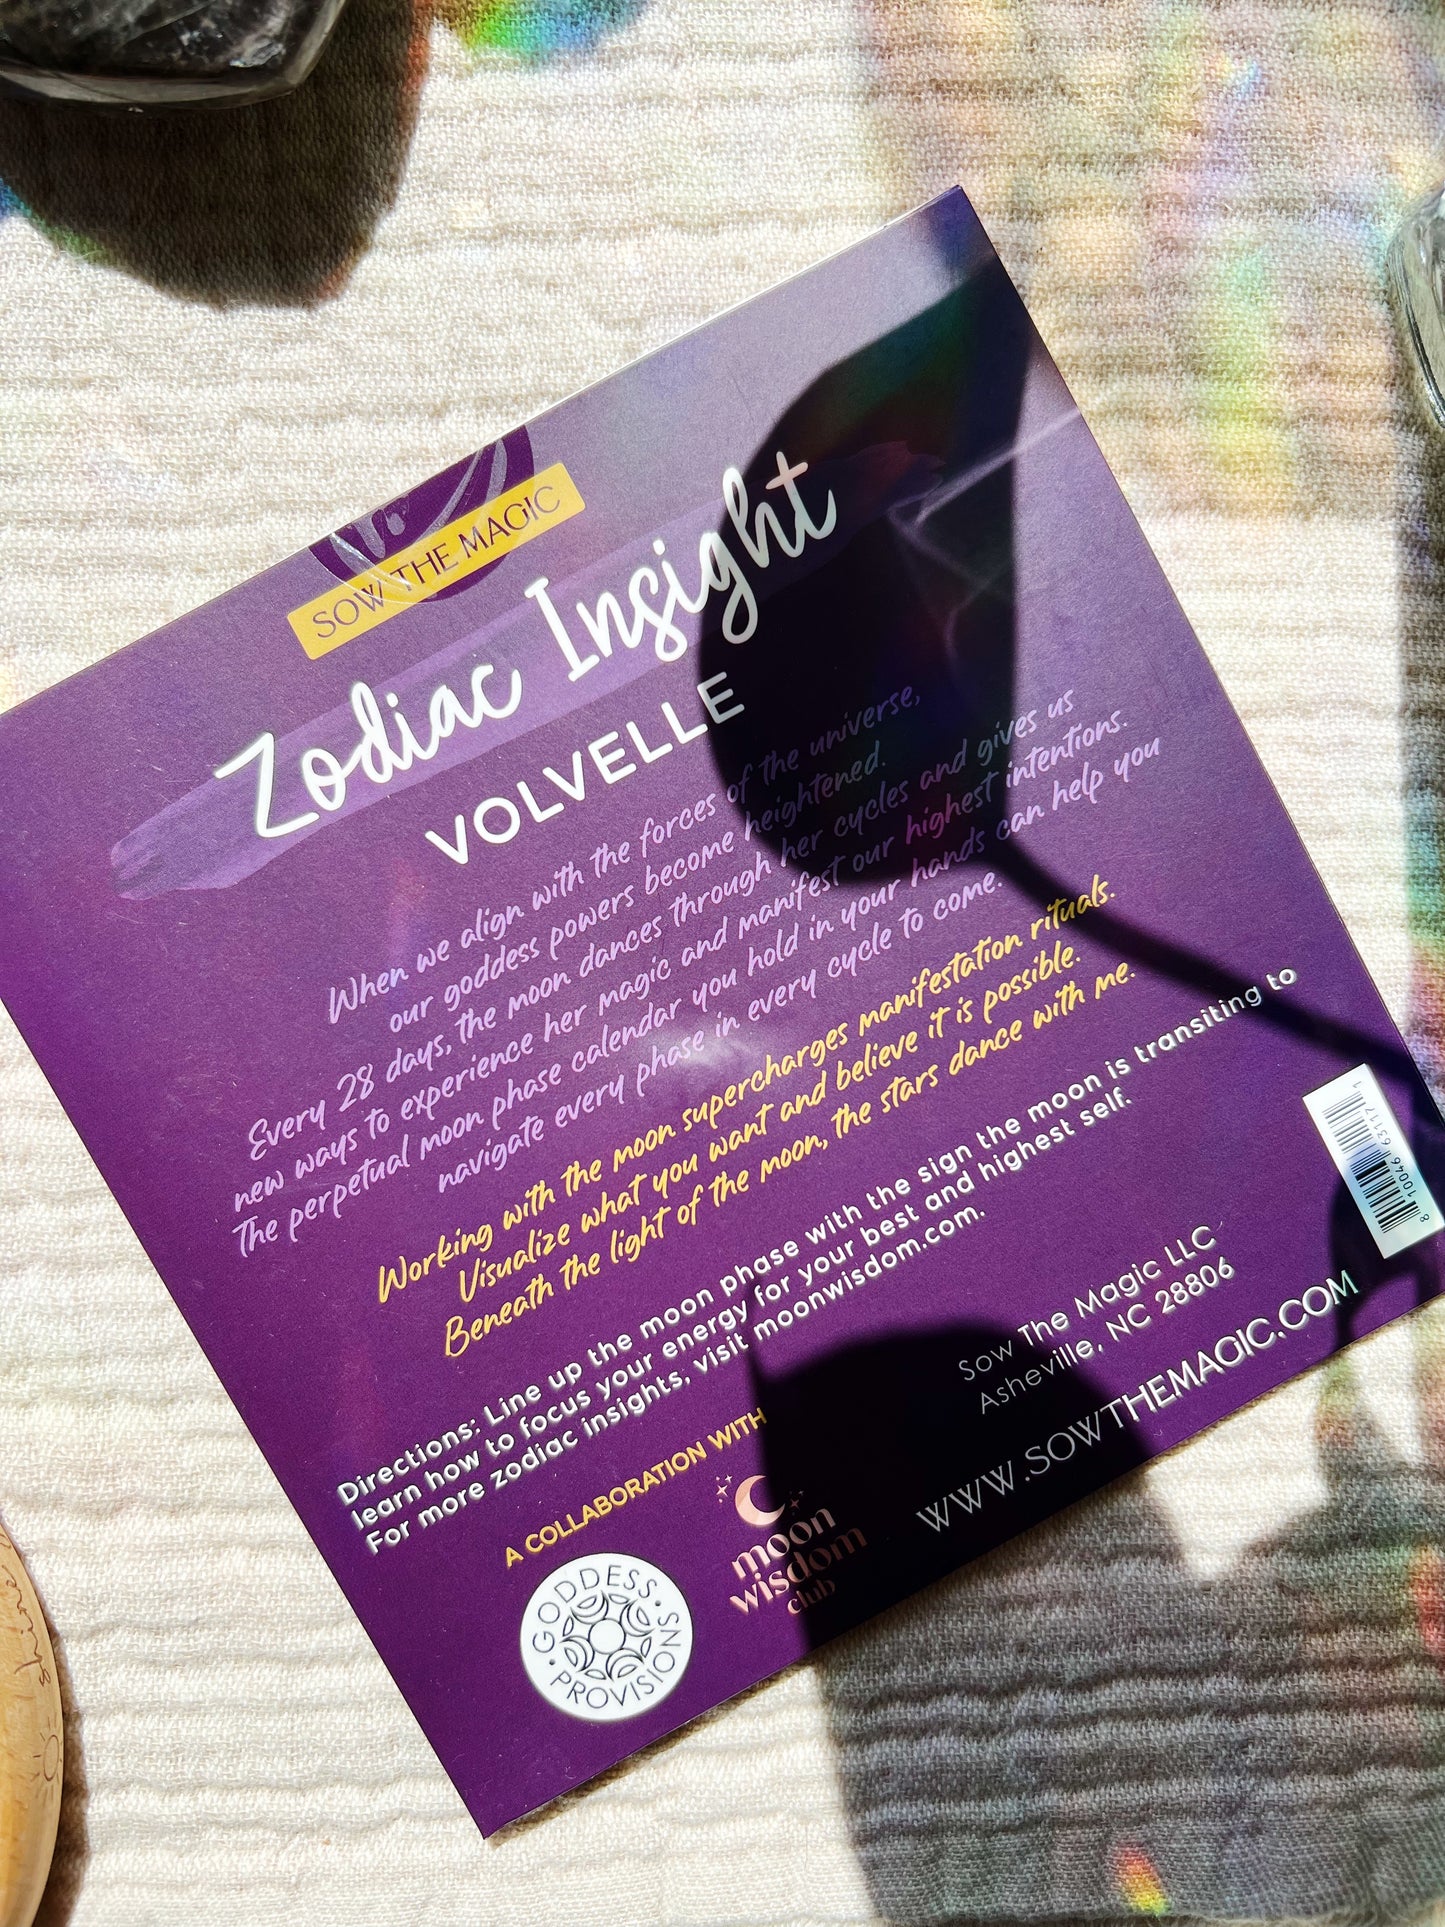 SOW THE MAGIC
Zodiac Insight
VOLVELLE
When we align with the forces of the universe,
our goddess powers become heightened.
Every 28 days, the moon dances through her cycles and gives us
new ways to experience her magic and manifest our highest intentions.
The perpetual moon phase calendar you hold in your hands can help you
navigate every phase in every cycle to come.
Working with the moon supercharges manifestation rituals.
Visualize what you want and believe it is possible.
Beneath the light of the moon, the stars dance with me.
Directions: Line up the moon phase with the sign the moon is transiting to
learn how to focus your energy for your best and highest self.
For more zodiac insights, visit moonwisdom.com.
A COLLABORATION WITH
GODDESS · PROVISIONS ·
moon
wisdom
club
Sow The Magic LLC
Asheville, NC 28806
WWW.SOWTHEMAGIC.COM
8 10046 63117 1
shine